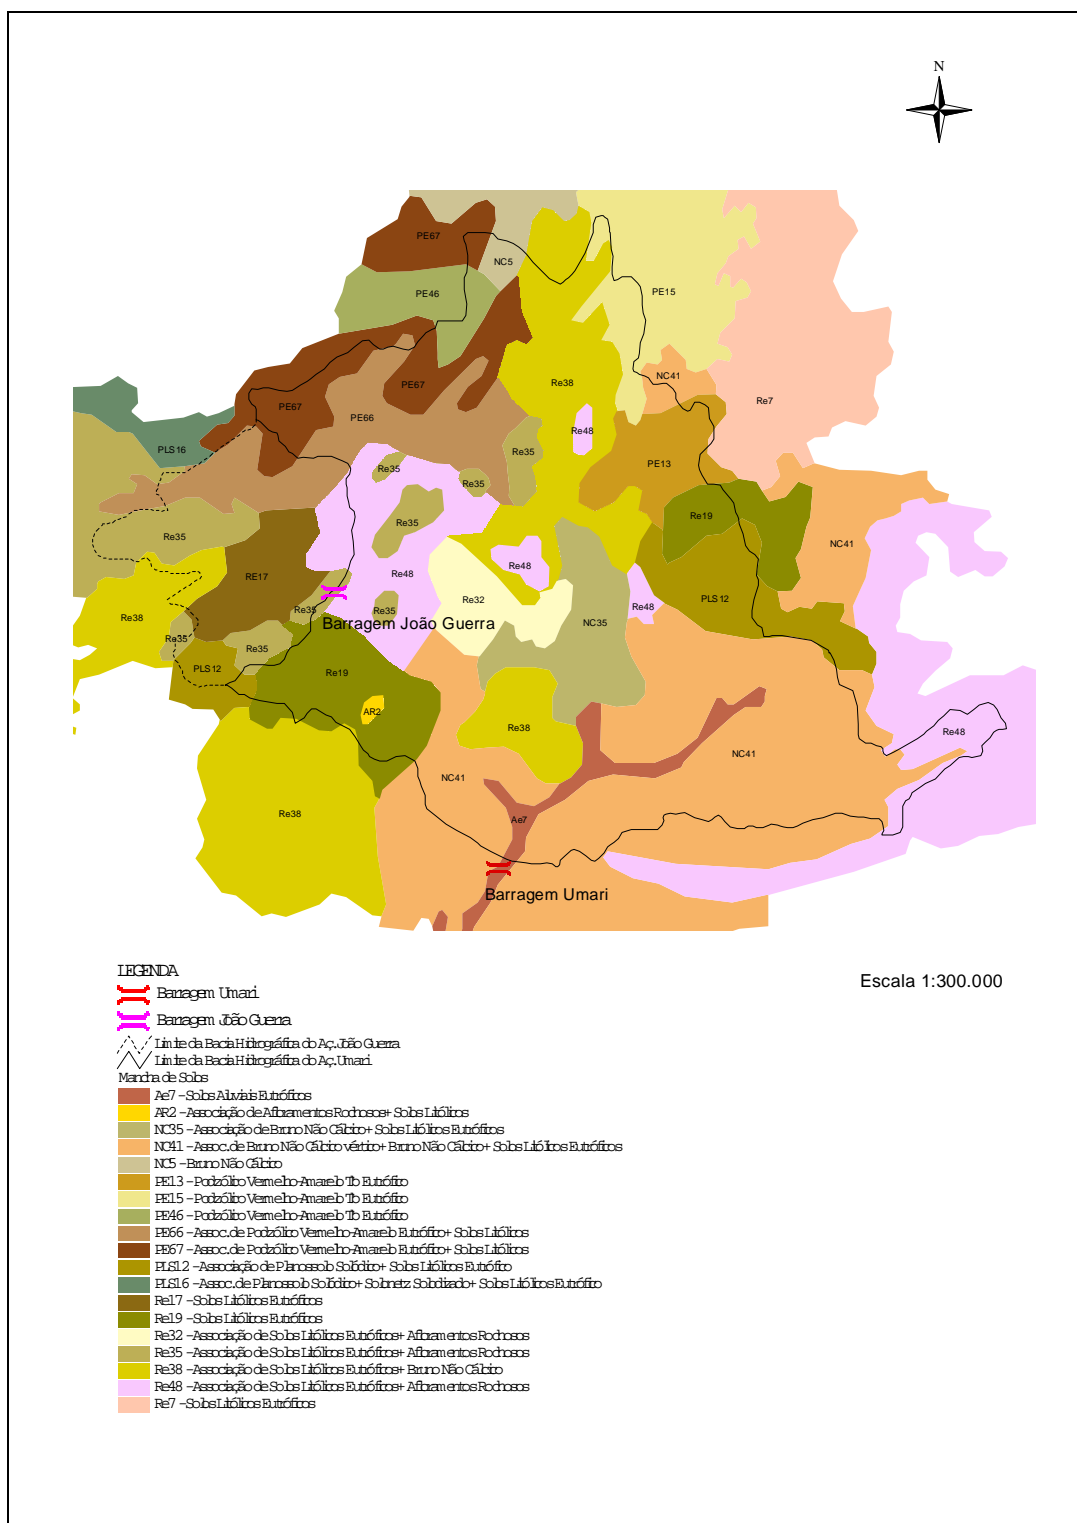 N
PE67
NC5
PE46
PE15
PE67
Re38
NC41
PE67
PE66
Re7
Re48
PLS16
Re35
Re35
PE13
Re35
Re35
Re19
Re35
NC41
RE17
Re48
Re48
Re32
PLS12
Re38
Re35
Re35
Re48
Barragem João Guerra
NC35
Re35
Re35
PLS12
Re19
AR2
Re38
Re48
NC41
NC41
Re38
Ae7
Barragem Umari
LEGENDA
Escala 1:300.000
Barragem Umari
Barragem João Guerra
Limite da Bacia Hidrográfica do Aç. João Guerra
Limite da Bacia Hidrográfica do Aç. Umari
Mancha de Solos
Ae7 - Solos Aluviais Eutróficos
AR2 - Associação de Afloramentos Rochosos + Solos Litólicos
NC35 - Associação de Bruno Não Cálcico + Solos Litólicos Eutróficos
NC41 - Assoc. de Bruno Não Cálcico vértico + Bruno Não Cálcico + Solos Litólicos Eutróficos
NC5 - Bruno Não Cálcico
PE13 - Podzólico Vermelho-Amarelo Tb Eutrófico
PE15 - Podzólico Vermelho-Amarelo Tb Eutrófico
PE46 - Podzólico Vermelho-Amarelo Tb Eutrófico
PE66 - Assoc. de Podzólico Vermelho-Amarelo Eutrófico + Solos Litólicos
PE67 - Assoc. de Podzólico Vermelho-Amarelo Eutrófico + Solos Litólicos
PLS12 - Associação de Planossolo Solódico + Solos Litólicos Eutrófico
PLS16 - Assoc. de Planossolo Solódico + Solonetz Solodizado + Solos Litólicos Eutrófico
Re17 - Solos Litólicos Eutróficos
Re19 - Solos Litólicos Eutróficos
Re32 - Associação de Solos Litólicos Eutróficos + Afloramentos Rochosos
Re35 - Associação de Solos Litólicos Eutróficos + Afloramentos Rochosos
Re38 - Associação de Solos Litólicos Eutróficos + Bruno Não Cálcico
Re48 - Associação de Solos Litólicos Eutróficos + Afloramentos Rochosos
Re7 - Solos Litólicos Eutróficos